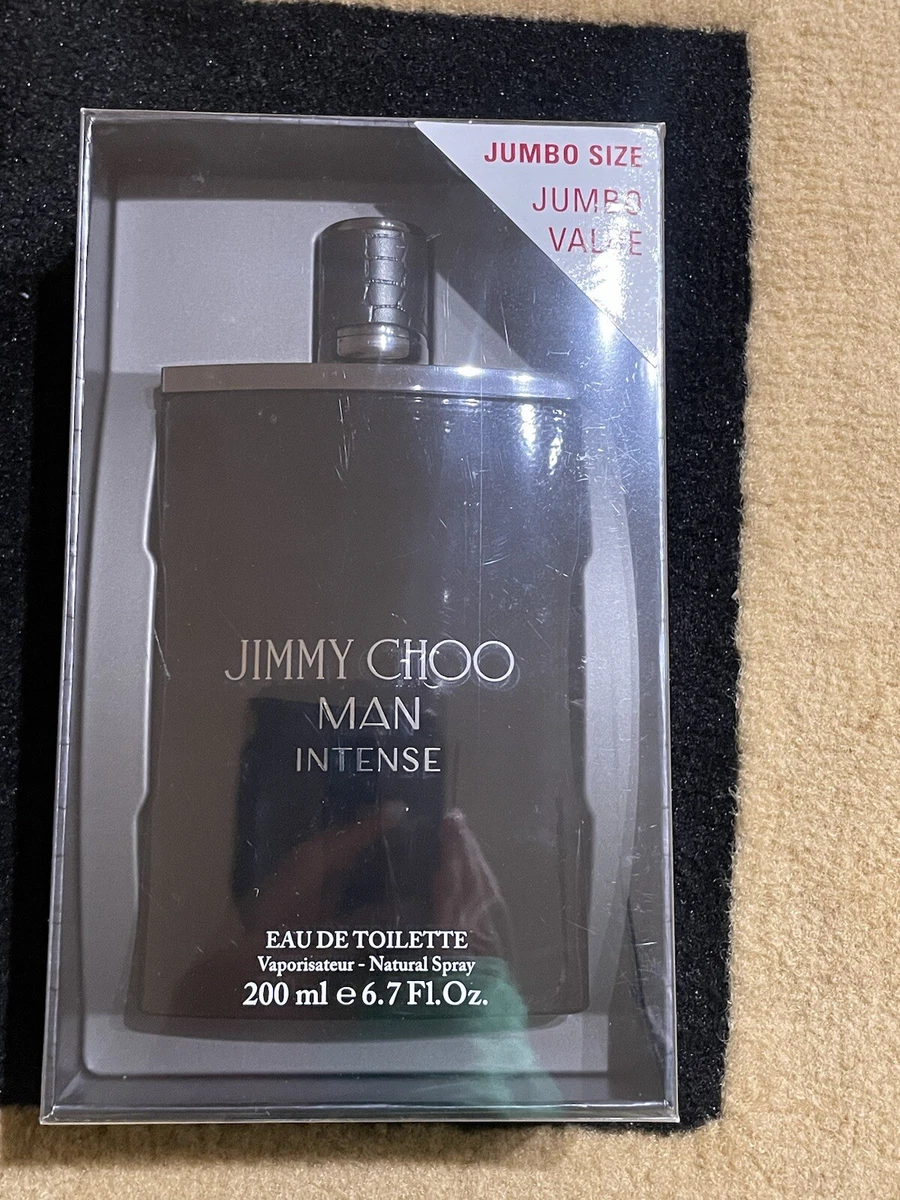 JUMBO SIZE
JUMBO
VALUE
JIMMY CHOO
MAN
INTENSE
EAU DE TOILETTE
Vaporisateur - Natural Spray
200 ml ℮ 6.7 Fl.Oz.